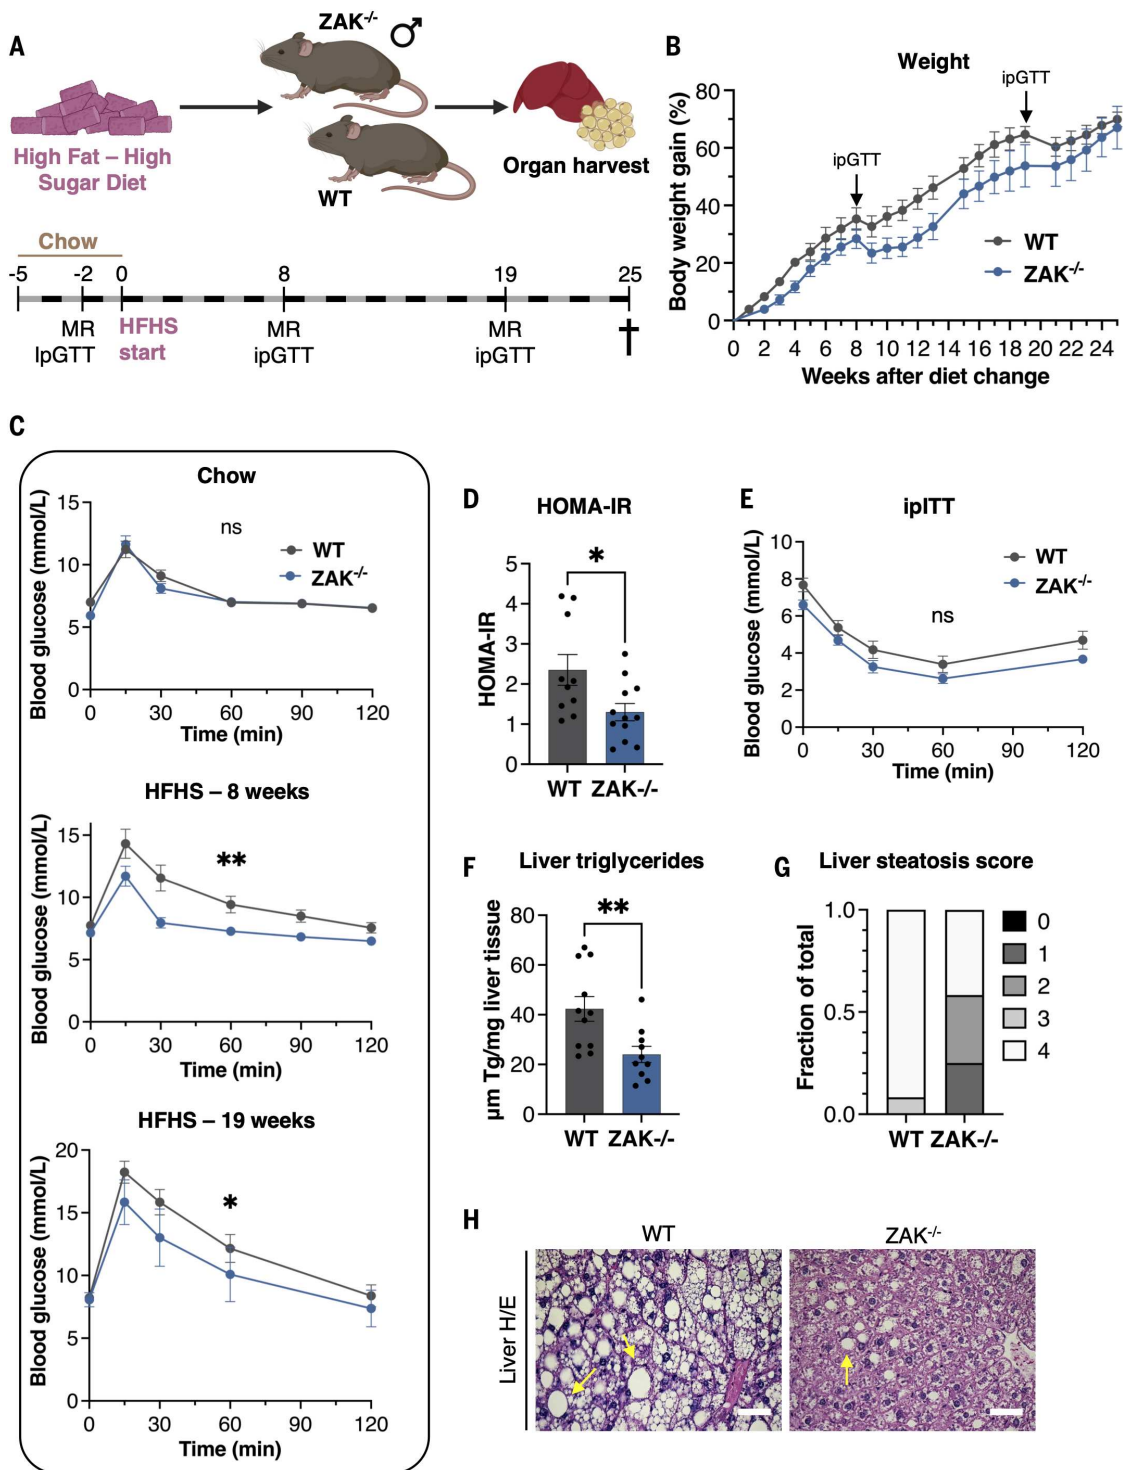 A
ZAK-/- ♂
High Fat – High
Sugar Diet
WT
Organ harvest
Chow
-5 -2 0 8 19 25
MR HFHS MR MR †
IpGTT start ipGTT ipGTT
B
Weight
Body weight gain (%)
80
60
40
20
0
ipGTT
ipGTT
WT
ZAK-/-
0 2 4 6 8 10 12 14 16 18 20 22 24
Weeks after diet change
C
Chow
Blood glucose (mmol/L)
15
10
5
0
ns
WT
ZAK-/-
0 30 60 90 120
Time (min)
HFHS – 8 weeks
Blood glucose (mmol/L)
15
10
5
0
**
0 30 60 90 120
Time (min)
HFHS – 19 weeks
Blood glucose (mmol/L)
20
15
10
5
0
*
0 30 60 90 120
Time (min)
D
HOMA-IR
HOMA-IR
5
4
3
2
1
0
*
WT ZAK-/-
E
ipITT
Blood glucose (mmol/L)
10
8
6
4
2
0
WT
ZAK-/-
ns
0 30 60 90 120
Time (min)
F
Liver triglycerides
µm Tg/mg liver tissue
80
60
40
20
0
**
WT ZAK-/-
G
Liver steatosis score
Fraction of total
1.0
0.5
0.0
WT ZAK-/-
0
1
2
3
4
H
WT ZAK-/-
Liver H/E